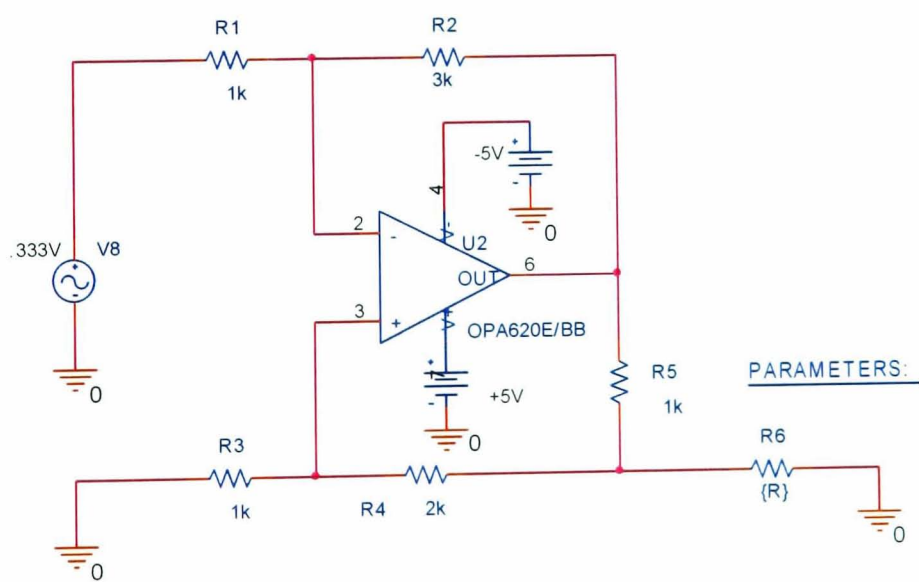 R1
R2
1k
3k
-5V
4
2
-
U2
.333V
V8
OUT
6
3
+
OPA620E/BB
7
+5V
0
R5
1k
PARAMETERS:
0
0
R3
R4
1k
2k
R6
{R}
0
0